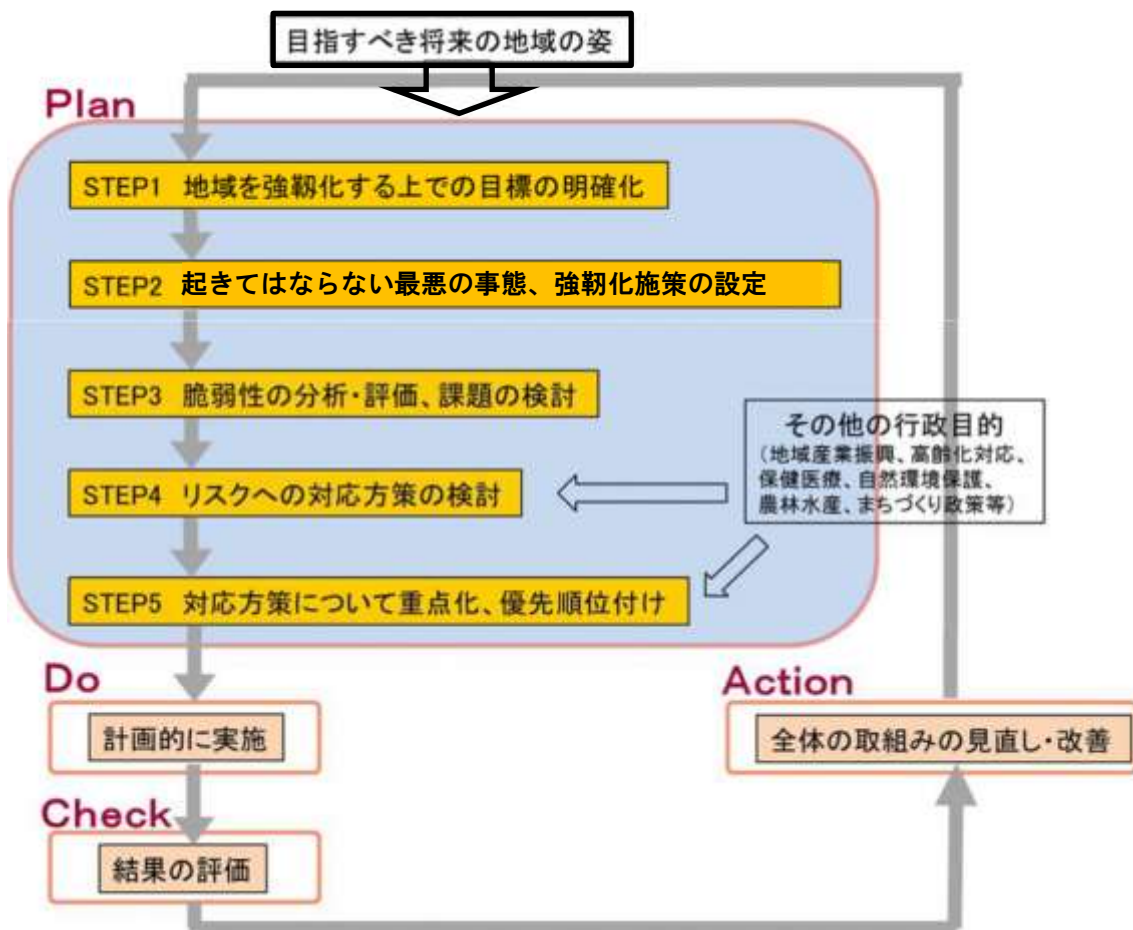 目指すべき将来の地域の姿
Plan
STEP1 地域を強靱化する上での目標の明確化
STEP2 起きてはならない最悪の事態、強靭化施策の設定
STEP3 脆弱性の分析・評価、課題の検討
その他の行政目的
（地域産業振興、高齢化対応、
保健医療、自然環境保護、
農林水産、まちづくり政策等）
STEP4 リスクへの対応方策の検討
STEP5 対応方策について重点化、優先順位付け
Do
計画的に実施
Action
全体の取組みの見直し・改善
Check
結果の評価